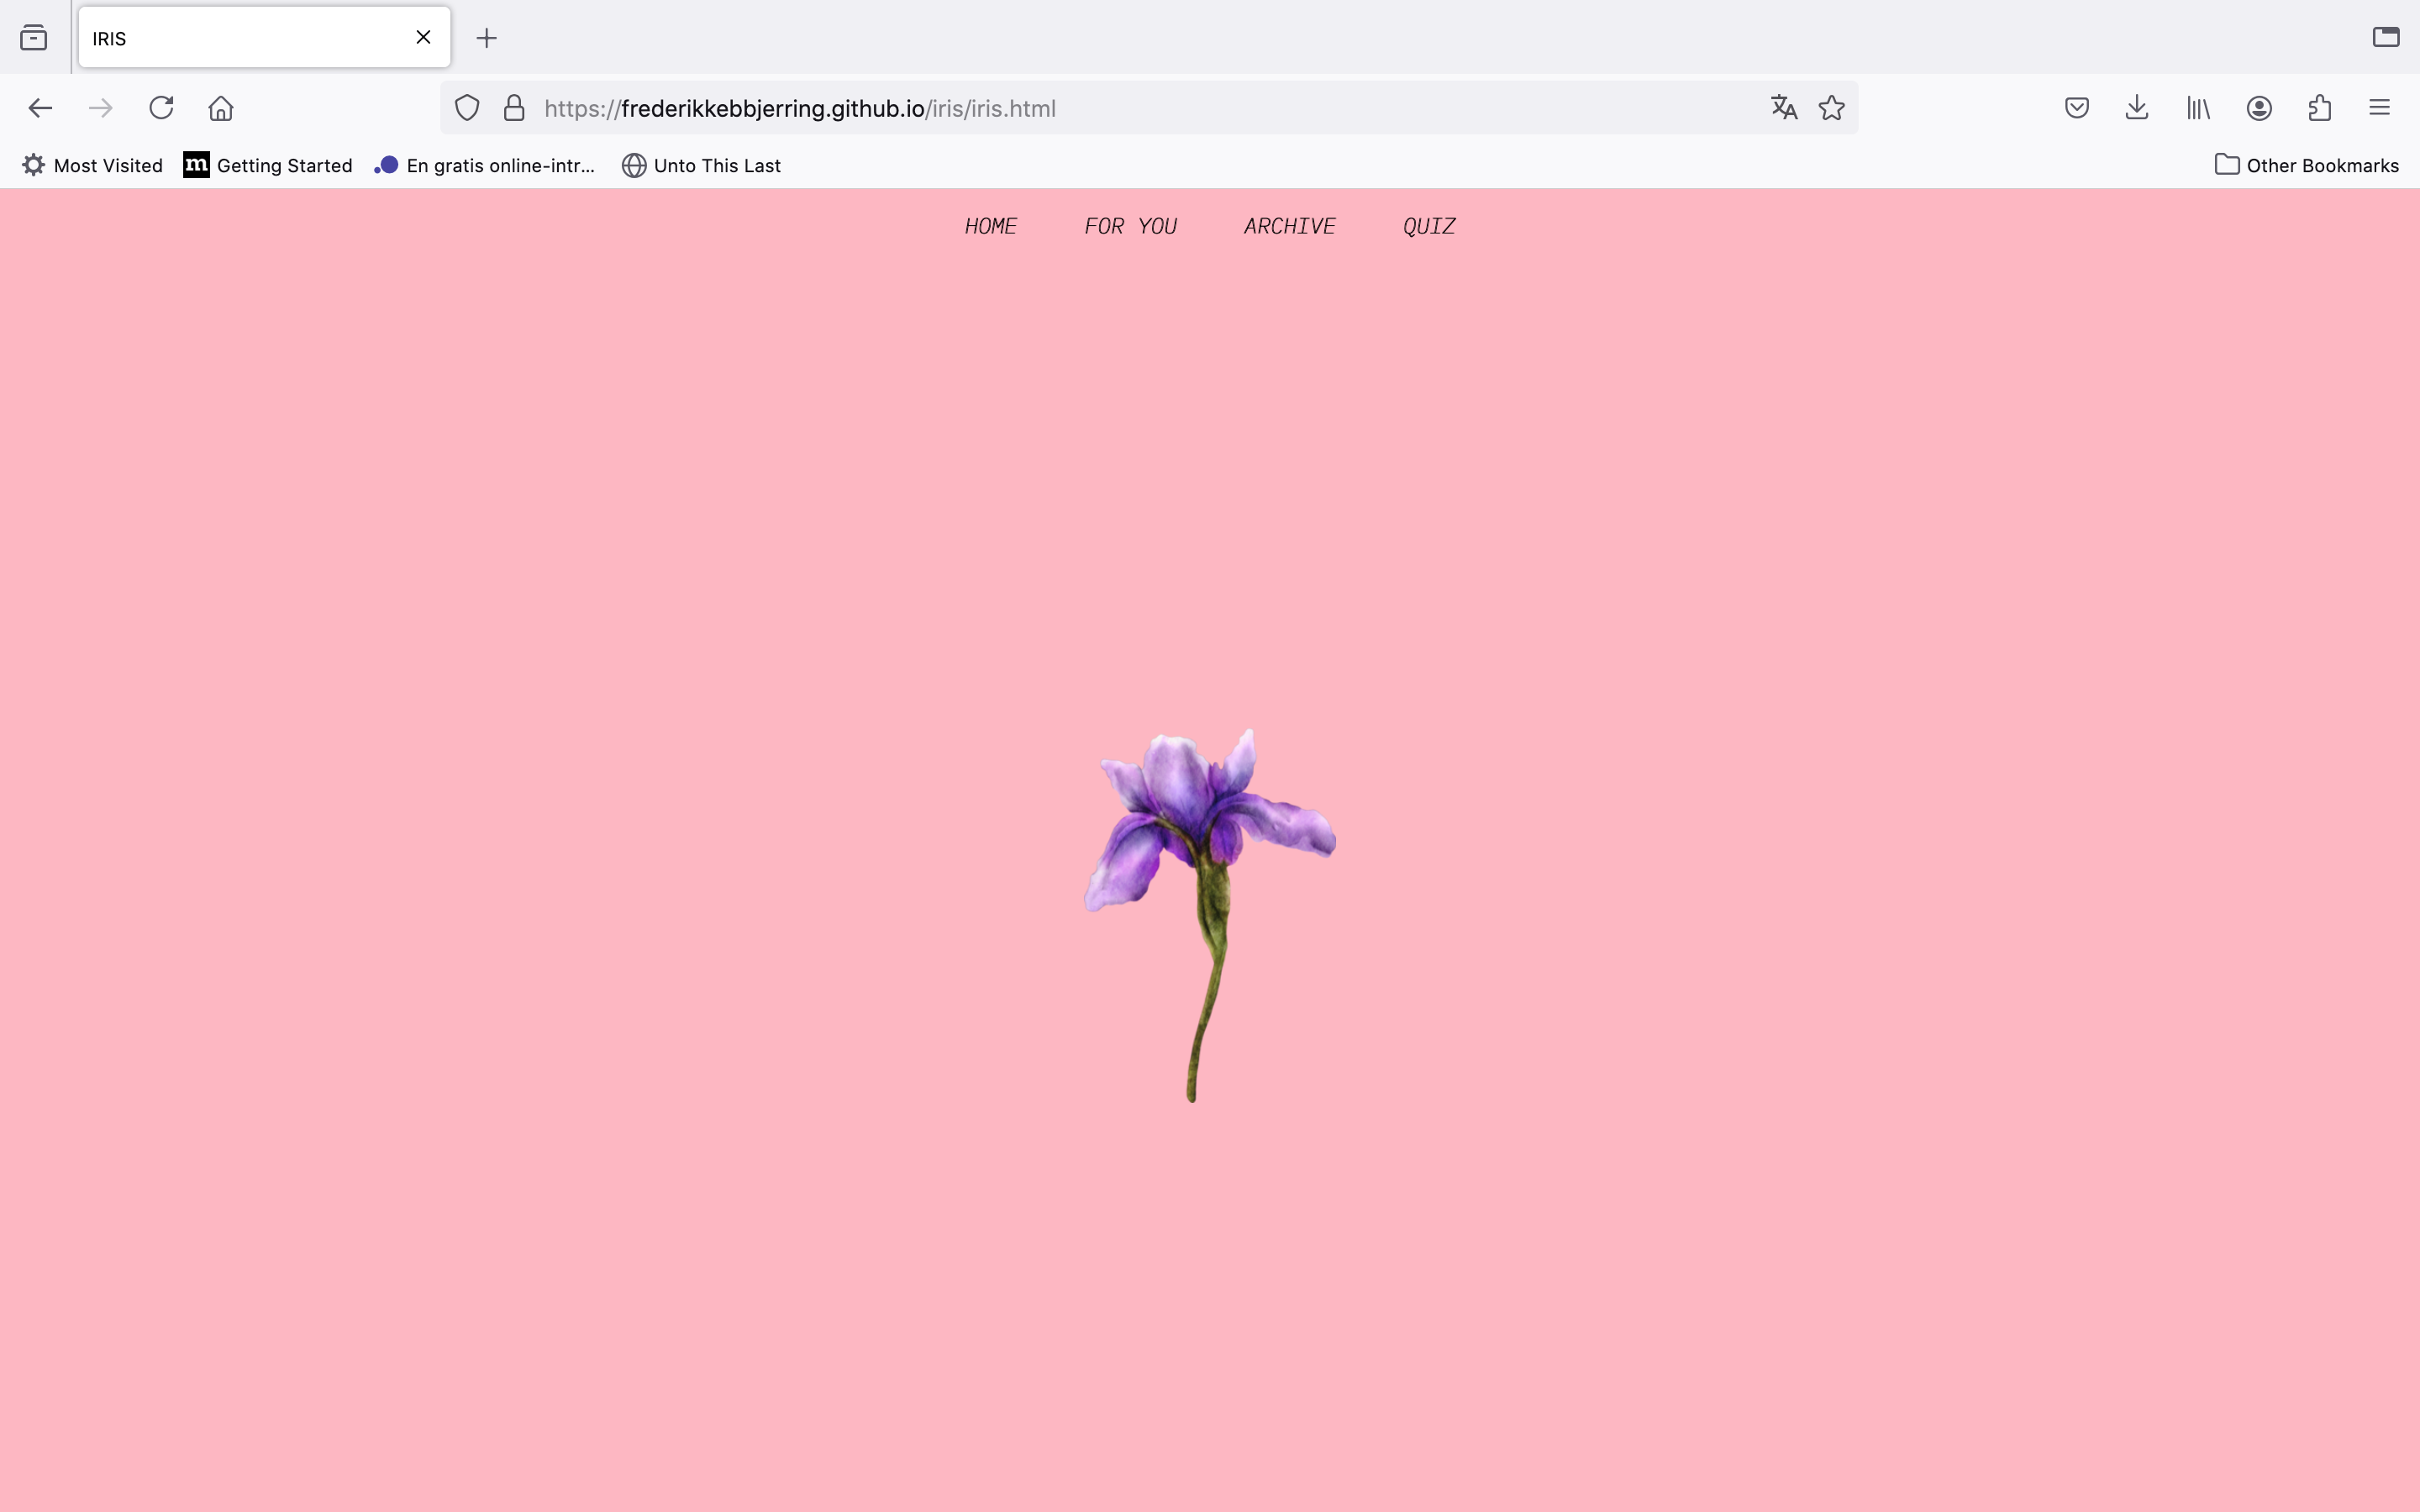 IRIS
https://frederikkebbjerring.github.io/iris/iris.html
Most Visited m Getting Started En gratis online-intr... Unto This Last Other Bookmarks
HOME FOR YOU ARCHIVE QUIZ